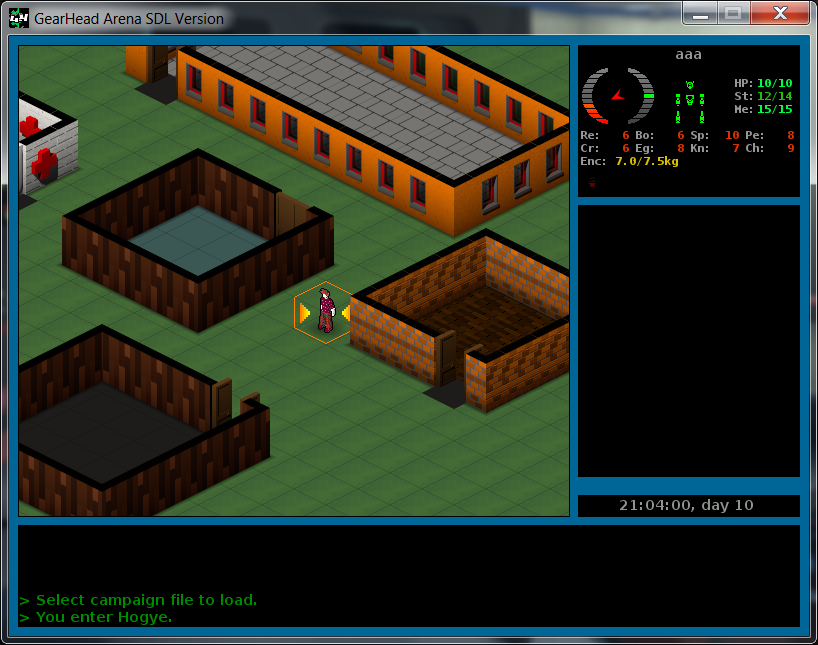 GearHead Arena SDL Version
aaa
HP: 10/10
St: 12/14
Me: 15/15
Re: 6 Bo: 6 Sp: 10 Pe: 8
Cr: 6 Eg: 8 Kn: 7 Ch: 9
Enc: 7.0/7.5kg
21:04:00, day 10
> Select campaign file to load.
> You enter Hogye.